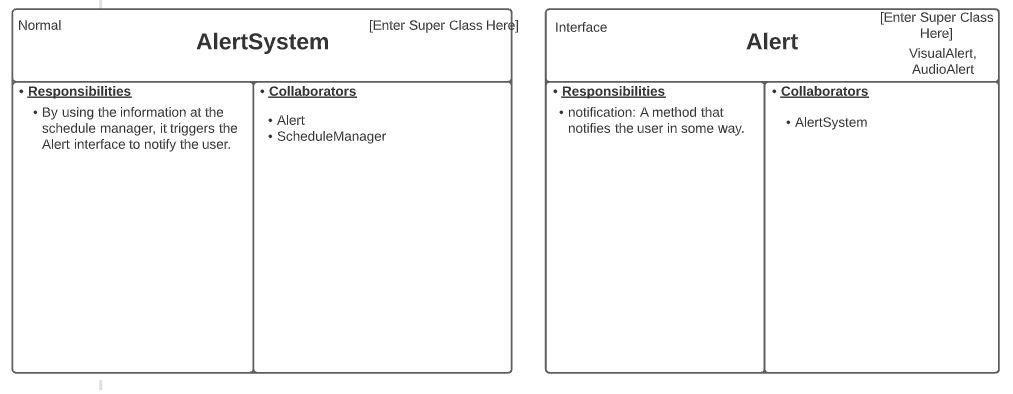 Normal
[Enter Super Class Here]
AlertSystem
• Responsibilities
• By using the information at the
schedule manager, it triggers the
Alert interface to notify the user.
• Collaborators
• Alert
• ScheduleManager
Interface
[Enter Super Class
Here]
Alert
VisualAlert,
AudioAlert
• Responsibilities
• notification: A method that
notifies the user in some way.
• Collaborators
• AlertSystem